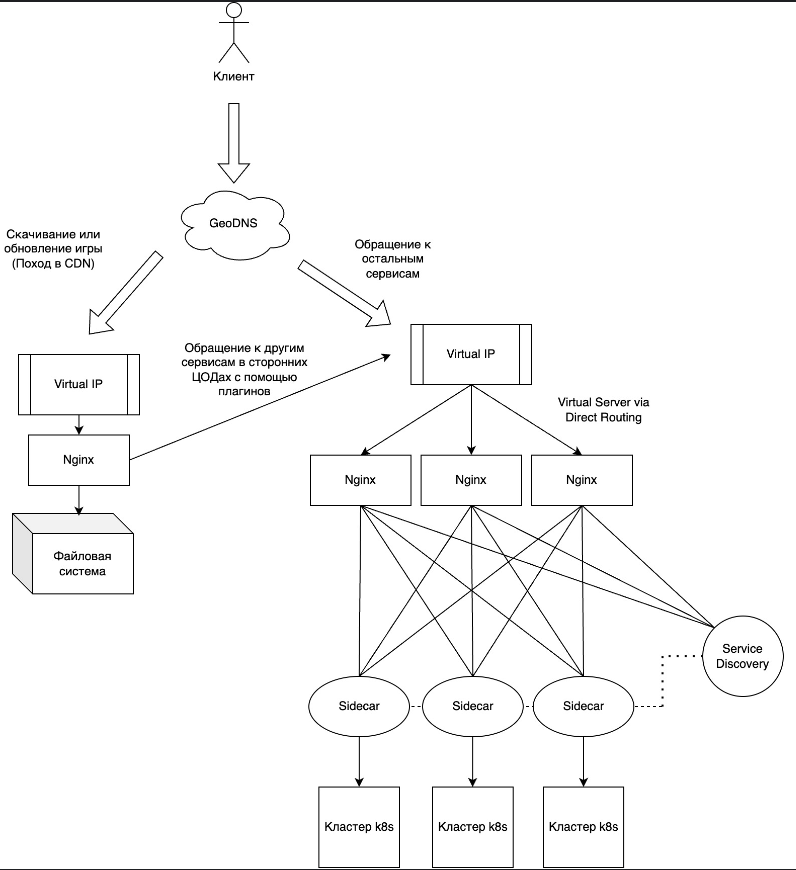 Клиент
GeoDNS
Скачивание или
обновление игры
(Поход в CDN)
Обращение к
остальным
сервисам
Virtual IP
Обращение к другим
сервисам в сторонних
ЦОДах с помощью
плагинов
Virtual IP
Virtual Server via
Direct Routing
Nginx
Nginx
Nginx
Nginx
Файловая
система
Service
Discovery
Sidecar
Sidecar
Sidecar
Кластер k8s
Кластер k8s
Кластер k8s